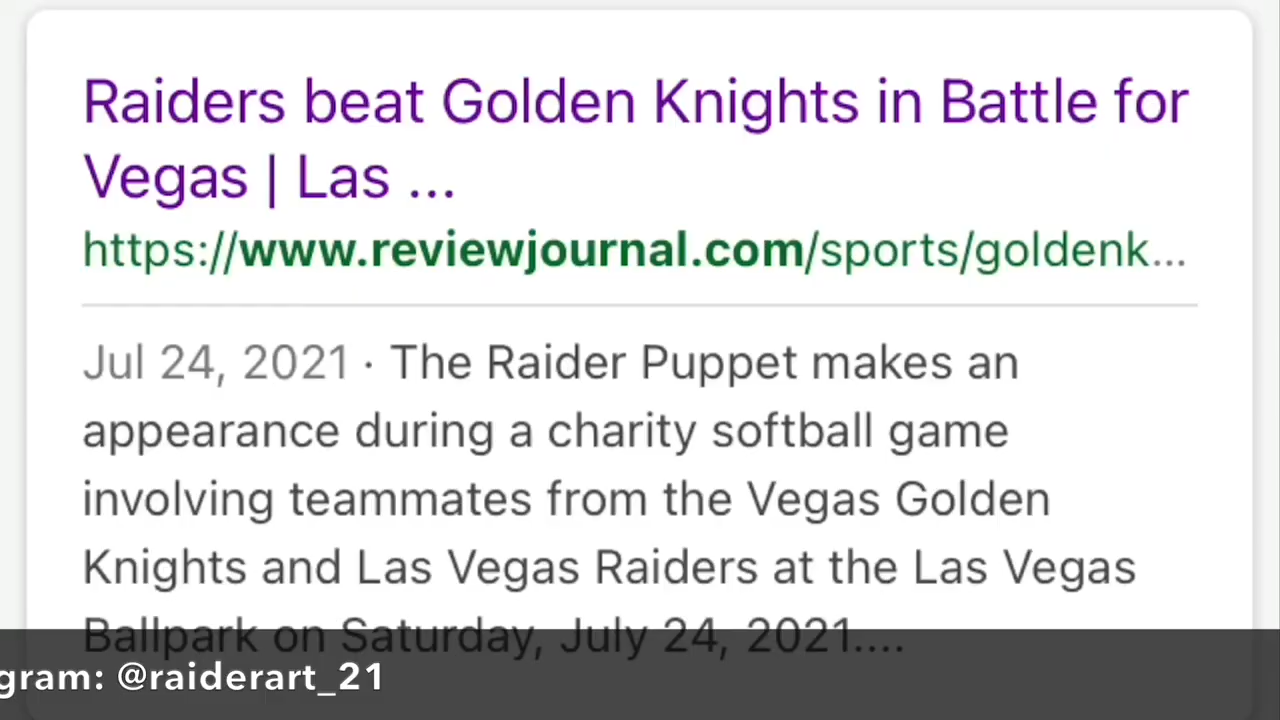 Raiders beat Golden Knights in Battle for
Vegas | Las ...
https://www.reviewjournal.com/sports/goldenk...
Jul 24, 2021 · The Raider Puppet makes an
appearance during a charity softball game
involving teammates from the Vegas Golden
Knights and Las Vegas Raiders at the Las Vegas
Ballpark on Saturday, July 24, 2021....
gram: @raiderart_21